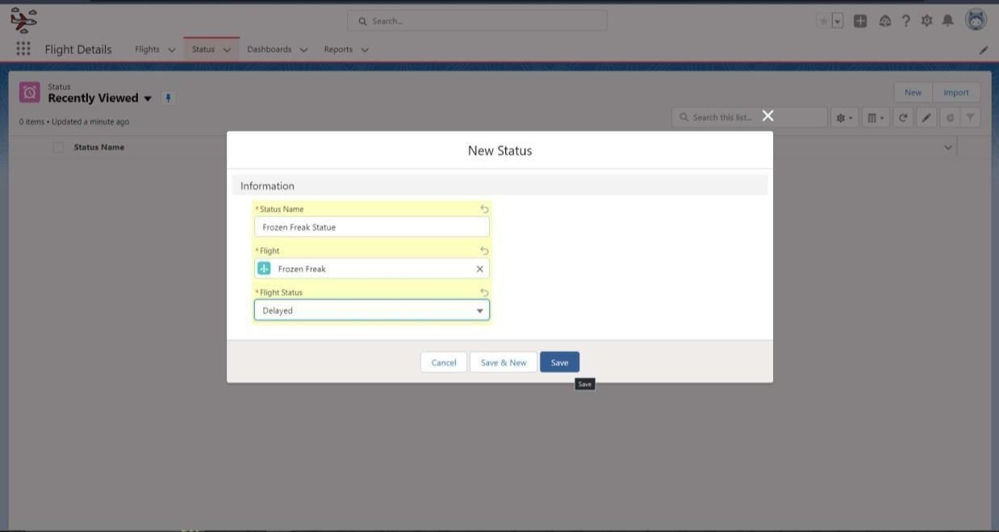 Search...
Flight Details
Flights
Status
Dashboards
Reports
Status
Recently Viewed
New
Import
0 items • Updated a minute ago
Search this list...
Status Name
New Status
Information
* Status Name
Frozen Freak Statue
* Flight
Frozen Freak
* Flight Status
Delayed
Cancel
Save & New
Save
Save